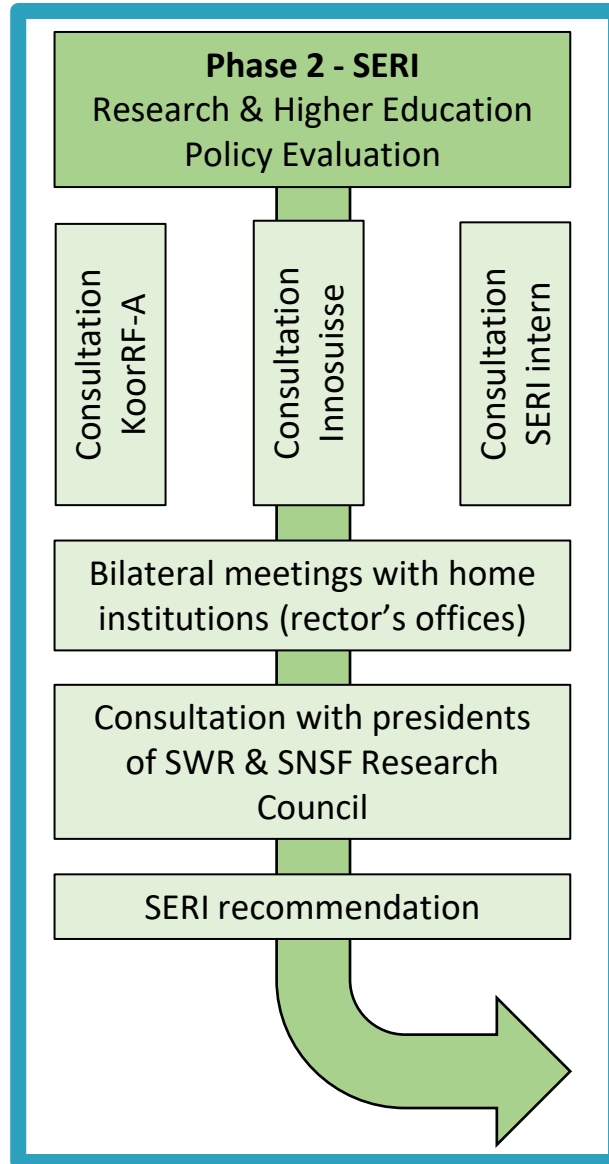 Phase 2 - SERI
Research & Higher Education
Policy Evaluation
Consultation
KoorRF-A
Consultation
Innosuisse
Consultation
SERI intern
Bilateral meetings with home
institutions (rector’s offices)
Consultation with presidents
of SWR & SNSF Research
Council
SERI recommendation